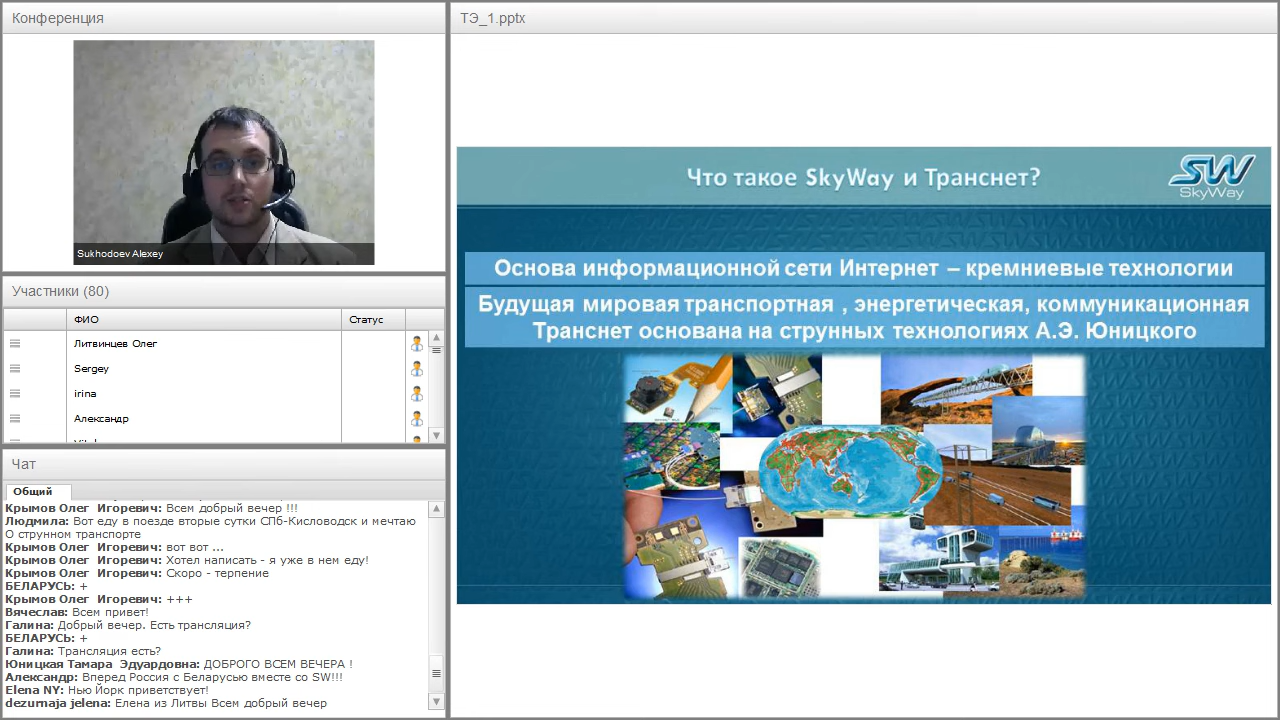 Конференция
Sukhodoev Alexey
Участники (80)
ФИО Статус
Литвинцев Олег
Sergey
irina
Александр
Чат
Общий
Крымов Олег Игоревич: Всем добрый вечер !!!
Людмила: Вот еду в поезде вторые сутки СПб-Кисловодск и мечтаю
О струнном транспорте
Крымов Олег Игоревич: вот вот ...
Крымов Олег Игоревич: Хотел написать - я уже в нем еду!
Крымов Олег Игоревич: Скоро - терпение
БЕЛАРУСЬ: +
Крымов Олег Игоревич: +++
Вячеслав: Всем привет!
Галина: Добрый вечер. Есть трансляция?
БЕЛАРУСЬ: +
Галина: Трансляция есть?
Юницкая Тамара Эдуардовна: ДОБРОГО ВСЕМ ВЕЧЕРА !
Александр: Вперед Россия с Беларусью вместе со SW!!!
Elena NY: Нью Йорк приветствует!
dezurnaja jelena: Елена из Литвы Всем добрый вечер
ТЭ_1.pptx
Что такое SkyWay и Транснет?
SW
SkyWay
Основа информационной сети Интернет – кремниевые технологии
Будущая мировая транспортная , энергетическая, коммуникационная
Транснет основана на струнных технологиях А.Э. Юницкого